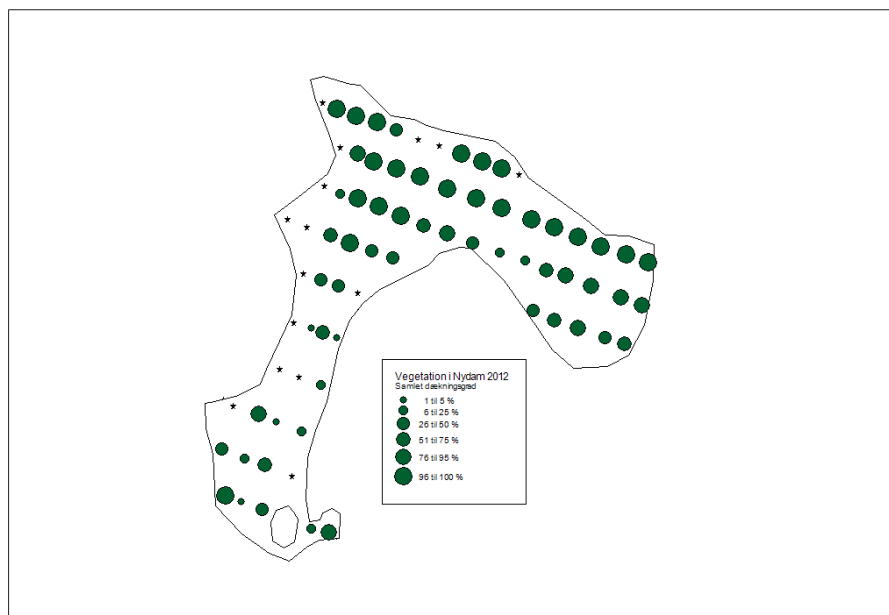 Vegetation i Nydam 2012
Samlet dækningsgrad
1 til 5 %
6 til 25 %
26 til 50 %
51 til 75 %
76 til 95 %
96 til 100 %